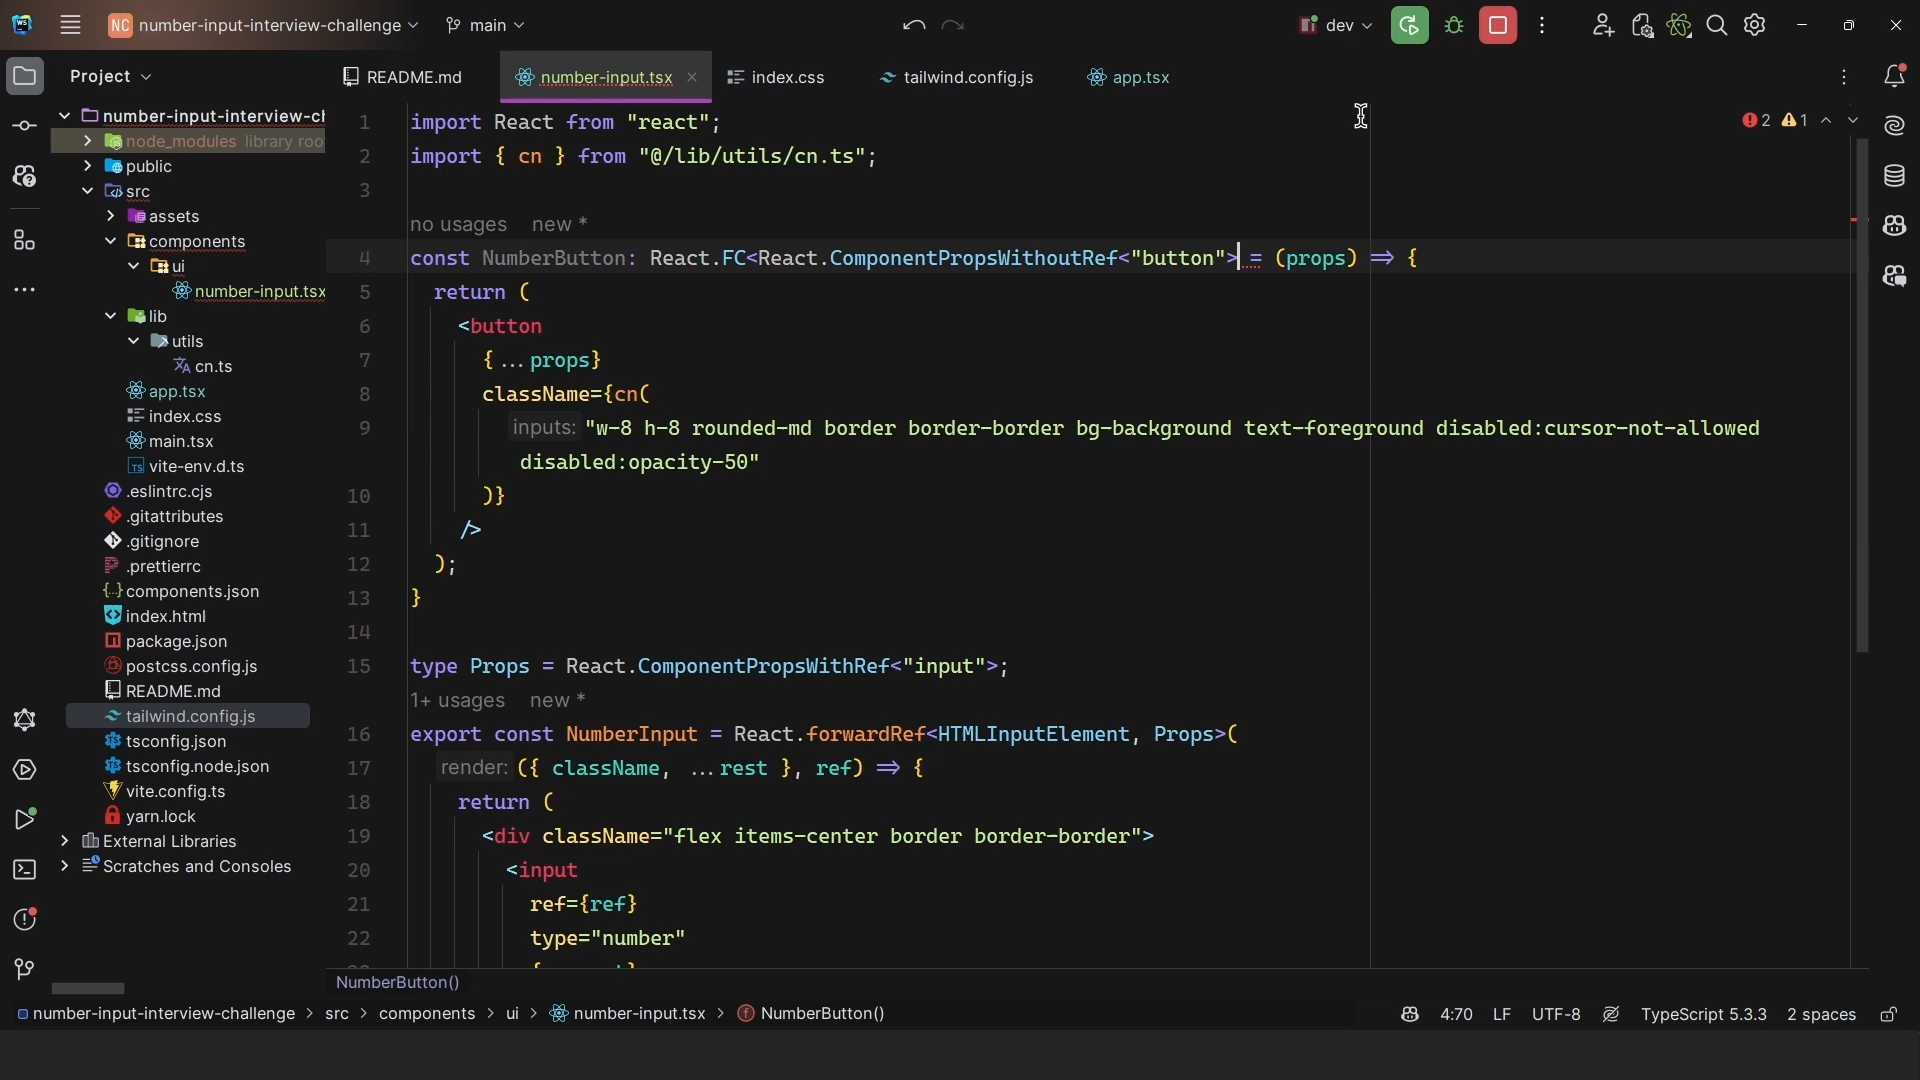 WS
NC number-input-interview-challenge
main
dev
Project
README.md
number-input.tsx
index.css
tailwind.config.js
app.tsx
number-input-interview-cl
node_modules library roo
public
src
assets
components
ui
number-input.tsx
lib
utils
cn.ts
app.tsx
index.css
main.tsx
vite-env.d.ts
.eslintrc.cjs
.gitattributes
.gitignore
.prettierrc
components.json
index.html
package.json
postcss.config.js
README.md
tailwind.config.js
tsconfig.json
tsconfig.node.json
vite.config.ts
yarn.lock
External Libraries
Scratches and Consoles
2 1
1 import React from "react";
2 import { cn } from "@/lib/utils/cn.ts";
3
no usages new *
4 const NumberButton: React.FC<React.ComponentPropsWithoutRef<"button"> = (props) => {
5 return (
6 <button
7 {...props}
8 className={cn(
9 inputs: "w-8 h-8 rounded-md border border-border bg-background text-foreground disabled:cursor-not-allowed
disabled:opacity-50"
10 )}
11 />
12 );
13 }
14
15 type Props = React.ComponentPropsWithRef<"input">;
1+ usages new *
16 export const NumberInput = React.forwardRef<HTMLInputElement, Props>(
17 render: ({ className, ...rest }, ref) => {
18 return (
19 <div className="flex items-center border border-border">
20 <input
21 ref={ref}
22 type="number"
NumberButton()
number-input-interview-challenge > src > components > ui > number-input.tsx > NumberButton()
4:70 LF UTF-8 TypeScript 5.3.3 2 spaces